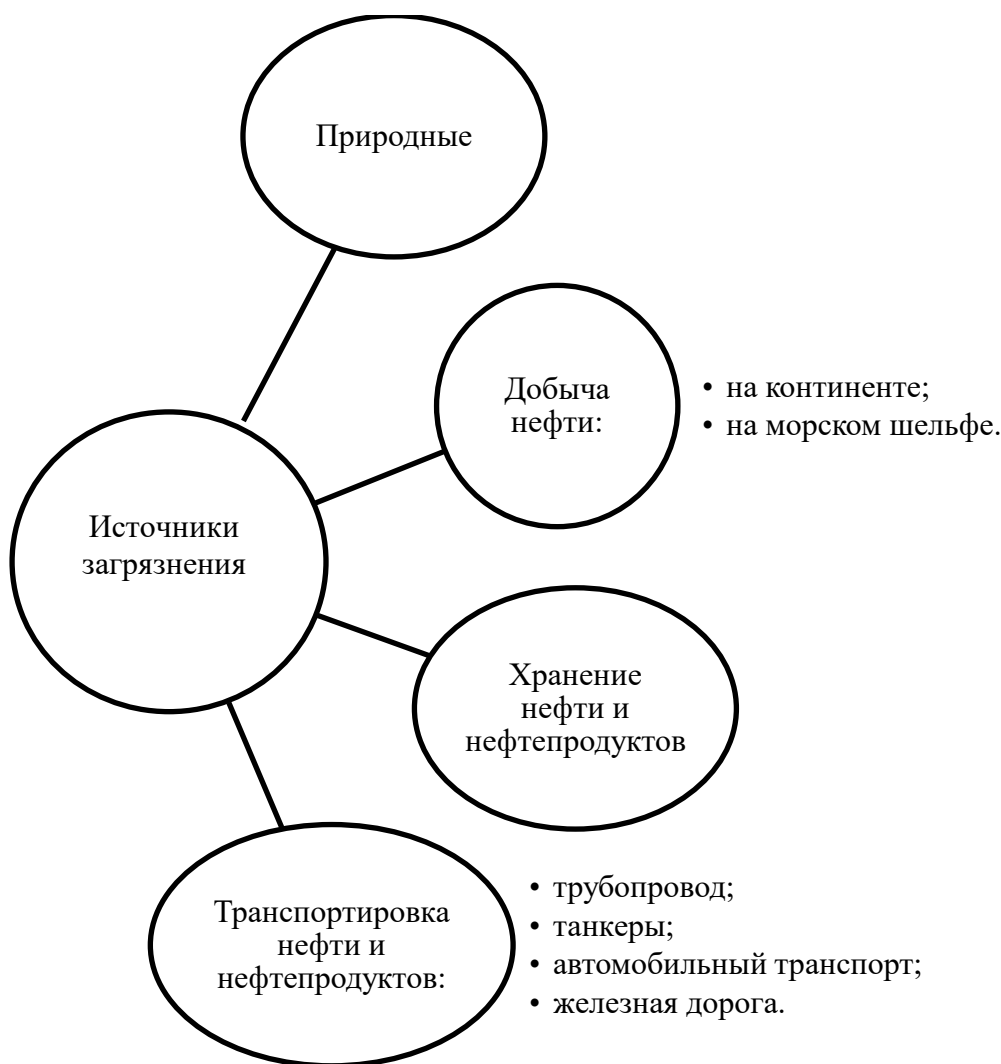 Природные
Добыча
нефти:
• на континенте;
• на морском шельфе.
Источники
загрязнения
Хранение
нефти и
нефтепродуктов
Транспортировка
нефти и
нефтепродуктов:
• трубопровод;
• танкеры;
• автомобильный транспорт;
• железная дорога.